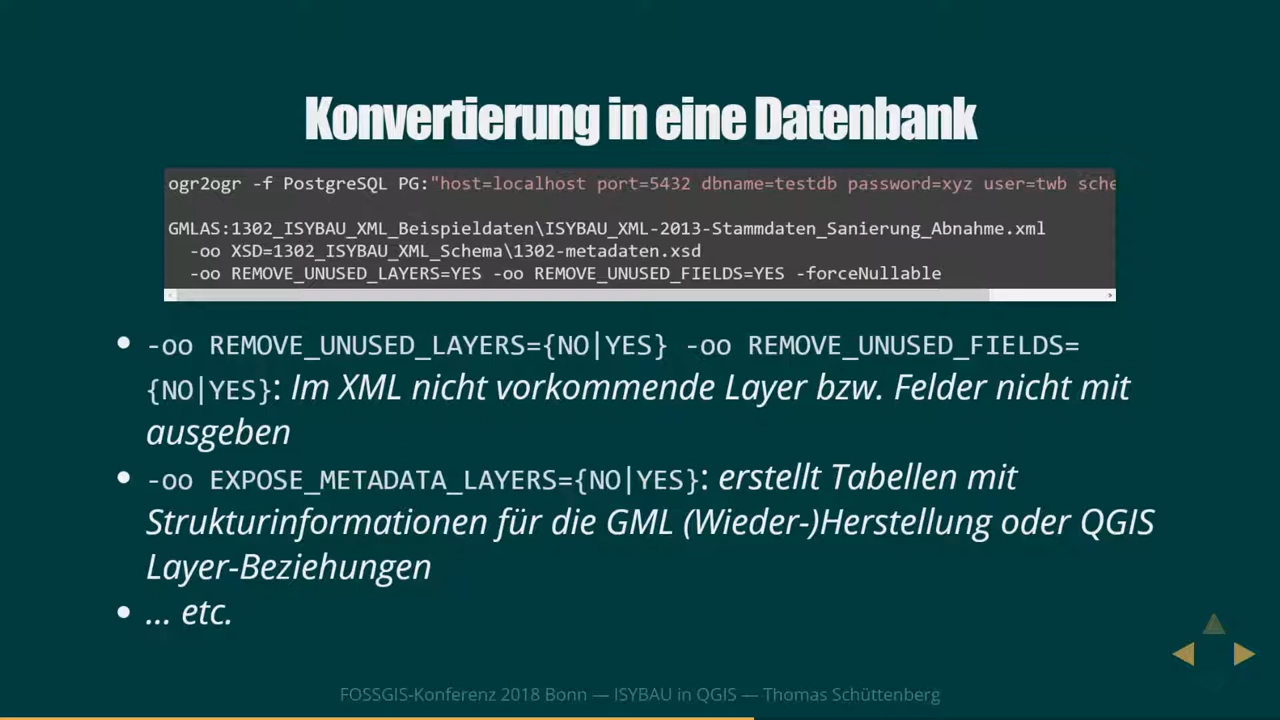 Konvertierung in eine Datenbank
ogr2ogr -f PostgreSQL PG:"host=localhost port=5432 dbname=testdb password=xyz user=twb sche
GMLAS:1302_ISYBAU_XML_Beispieldaten\ISYBAU_XML-2013-Stammdaten_Sanierung_Abnahme.xml
-oo XSD=1302_ISYBAU_XML_Schema\1302-metadaten.xsd
-oo REMOVE_UNUSED_LAYERS=YES -oo REMOVE_UNUSED_FIELDS=YES -forceNullable
• -oo REMOVE_UNUSED_LAYERS={NO|YES} -oo REMOVE_UNUSED_FIELDS=
{NO|YES}: Im XML nicht vorkommende Layer bzw. Felder nicht mit
ausgeben
• -oo EXPOSE_METADATA_LAYERS={NO|YES}: erstellt Tabellen mit
Strukturinformationen für die GML (Wieder-)Herstellung oder QGIS
Layer-Beziehungen
• ... etc.
FOSSGIS-Konferenz 2018 Bonn — ISYBAU in QGIS — Thomas Schüttenberg